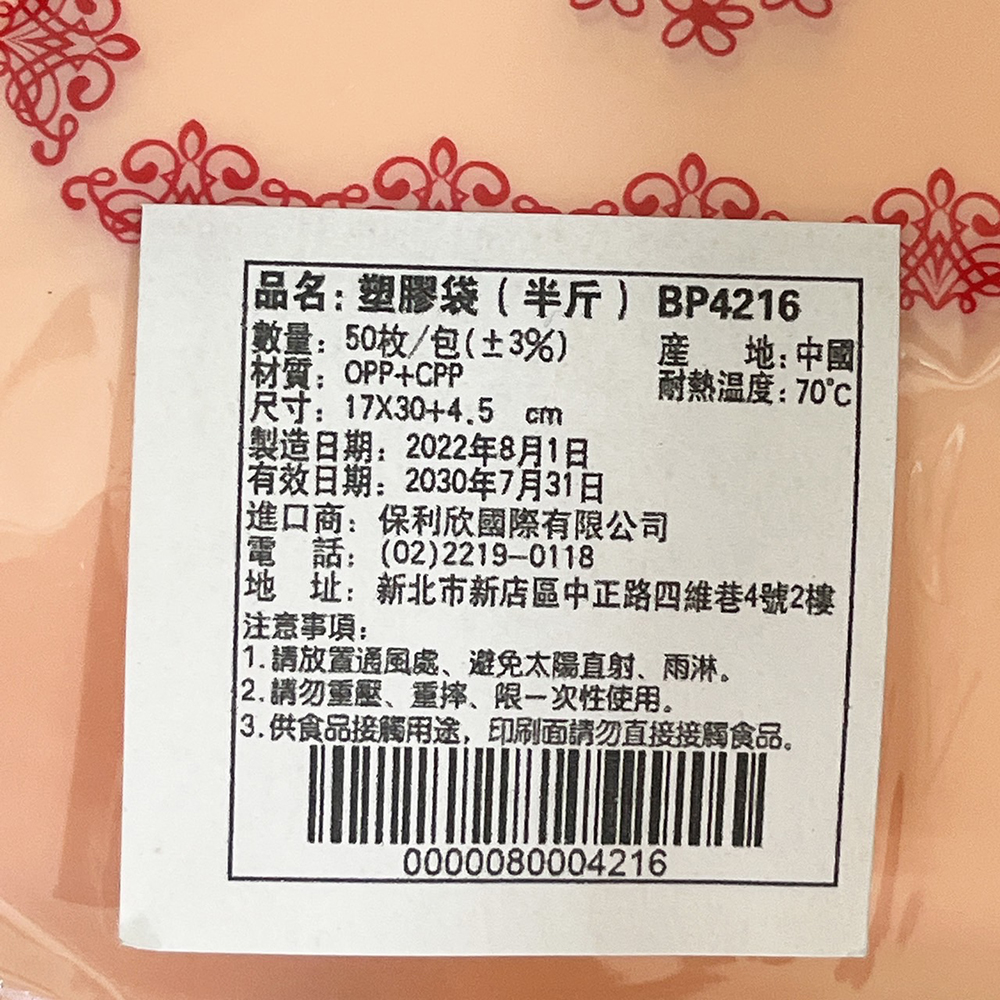 品名：塑膠袋（半斤） BP4216
數量：50枚/包(±3%)
產 地：中國
材質：OPP+CPP
耐熱溫度：70℃
尺寸：17X30+4.5 cm
製造日期：2022年8月1日
有效日期：2030年7月31日
進口商：保利欣國際有限公司
電 話：(02)2219-0118
地 址：新北市新店區中正路四維巷4號2樓
注意事項：
1.請放置通風處、避免太陽直射、雨淋。
2.請勿重壓、重摔、限一次性使用。
3.供食品接觸用途，印刷面請勿直接接觸食品。
0000080004216